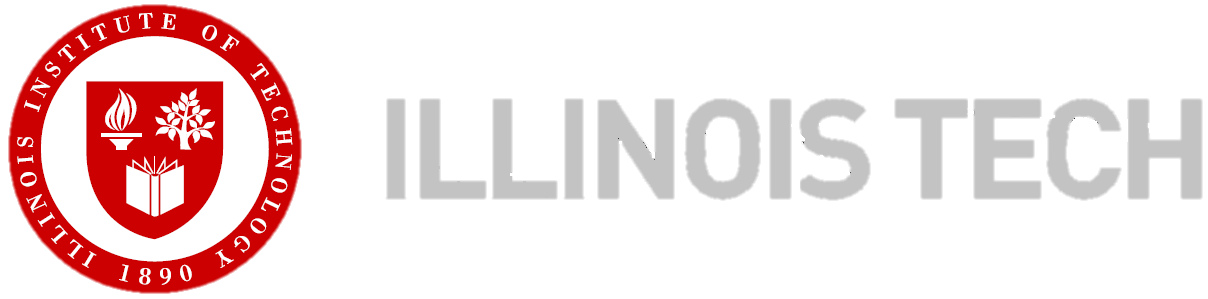 ILLINOIS INSTITUTE OF TECHNOLOGY
1890
ILLINOIS TECH